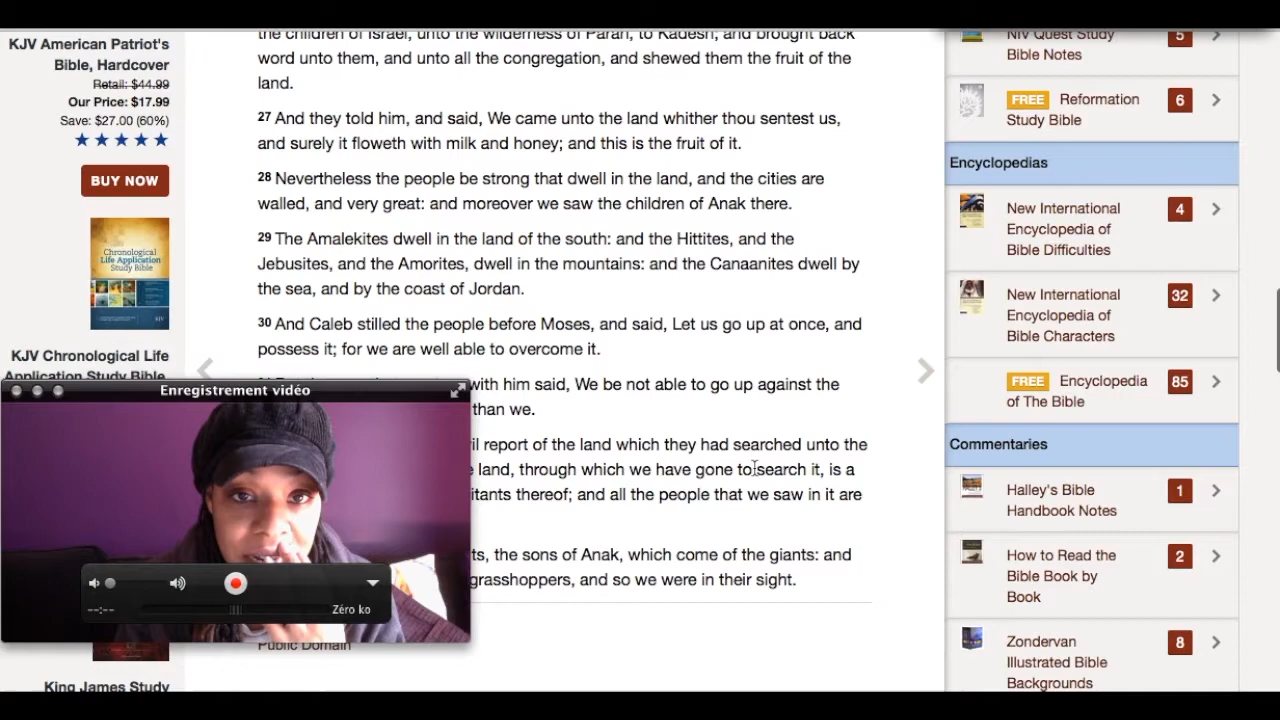 KJV American Patriot's
Bible, Hardcover
Retail: $44.99
Our Price: $17.99
Save: $27.00 (60%)
BUY NOW
Chronological
Life Application
Study Bible
KJV
KJV Chronological Life
Application Study Bible,
King James Study
the children of Israel, unto the wilderness of Paran, to Kadesh; and brought back
word unto them, and unto all the congregation, and shewed them the fruit of the
land.
27 And they told him, and said, We came unto the land whither thou sentest us,
and surely it floweth with milk and honey; and this is the fruit of it.
28 Nevertheless the people be strong that dwell in the land, and the cities are
walled, and very great: and moreover we saw the children of Anak there.
29 The Amalekites dwell in the land of the south: and the Hittites, and the
Jebusites, and the Amorites, dwell in the mountains: and the Canaanites dwell by
the sea, and by the coast of Jordan.
30 And Caleb stilled the people before Moses, and said, Let us go up at once, and
possess it; for we are well able to overcome it.
with him said, We be not able to go up against the
than we.
report of the land which they had searched unto the
land, through which we have gone to search it, is a
thereof; and all the people that we saw in it are
the sons of Anak, which come of the giants: and
grasshoppers, and so we were in their sight.
Public Domain
Enregistrement vidéo
--:--
Zéro ko
NIV Quest Study
Bible Notes
5
FREE Reformation
Study Bible
6
Encyclopedias
New International
Encyclopedia of
Bible Difficulties
4
New International
Encyclopedia of
Bible Characters
32
FREE Encyclopedia
of The Bible
85
Commentaries
Halley's Bible
Handbook Notes
1
How to Read the
Bible Book by
Book
2
Zondervan
Illustrated Bible
Backgrounds
8